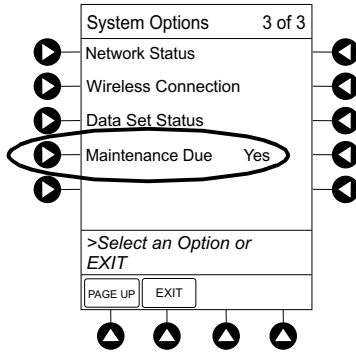 System Options 3 of 3
Network Status
Wireless Connection
Data Set Status
Maintenance Due Yes
>Select an Option or
EXIT
PAGE UP EXIT